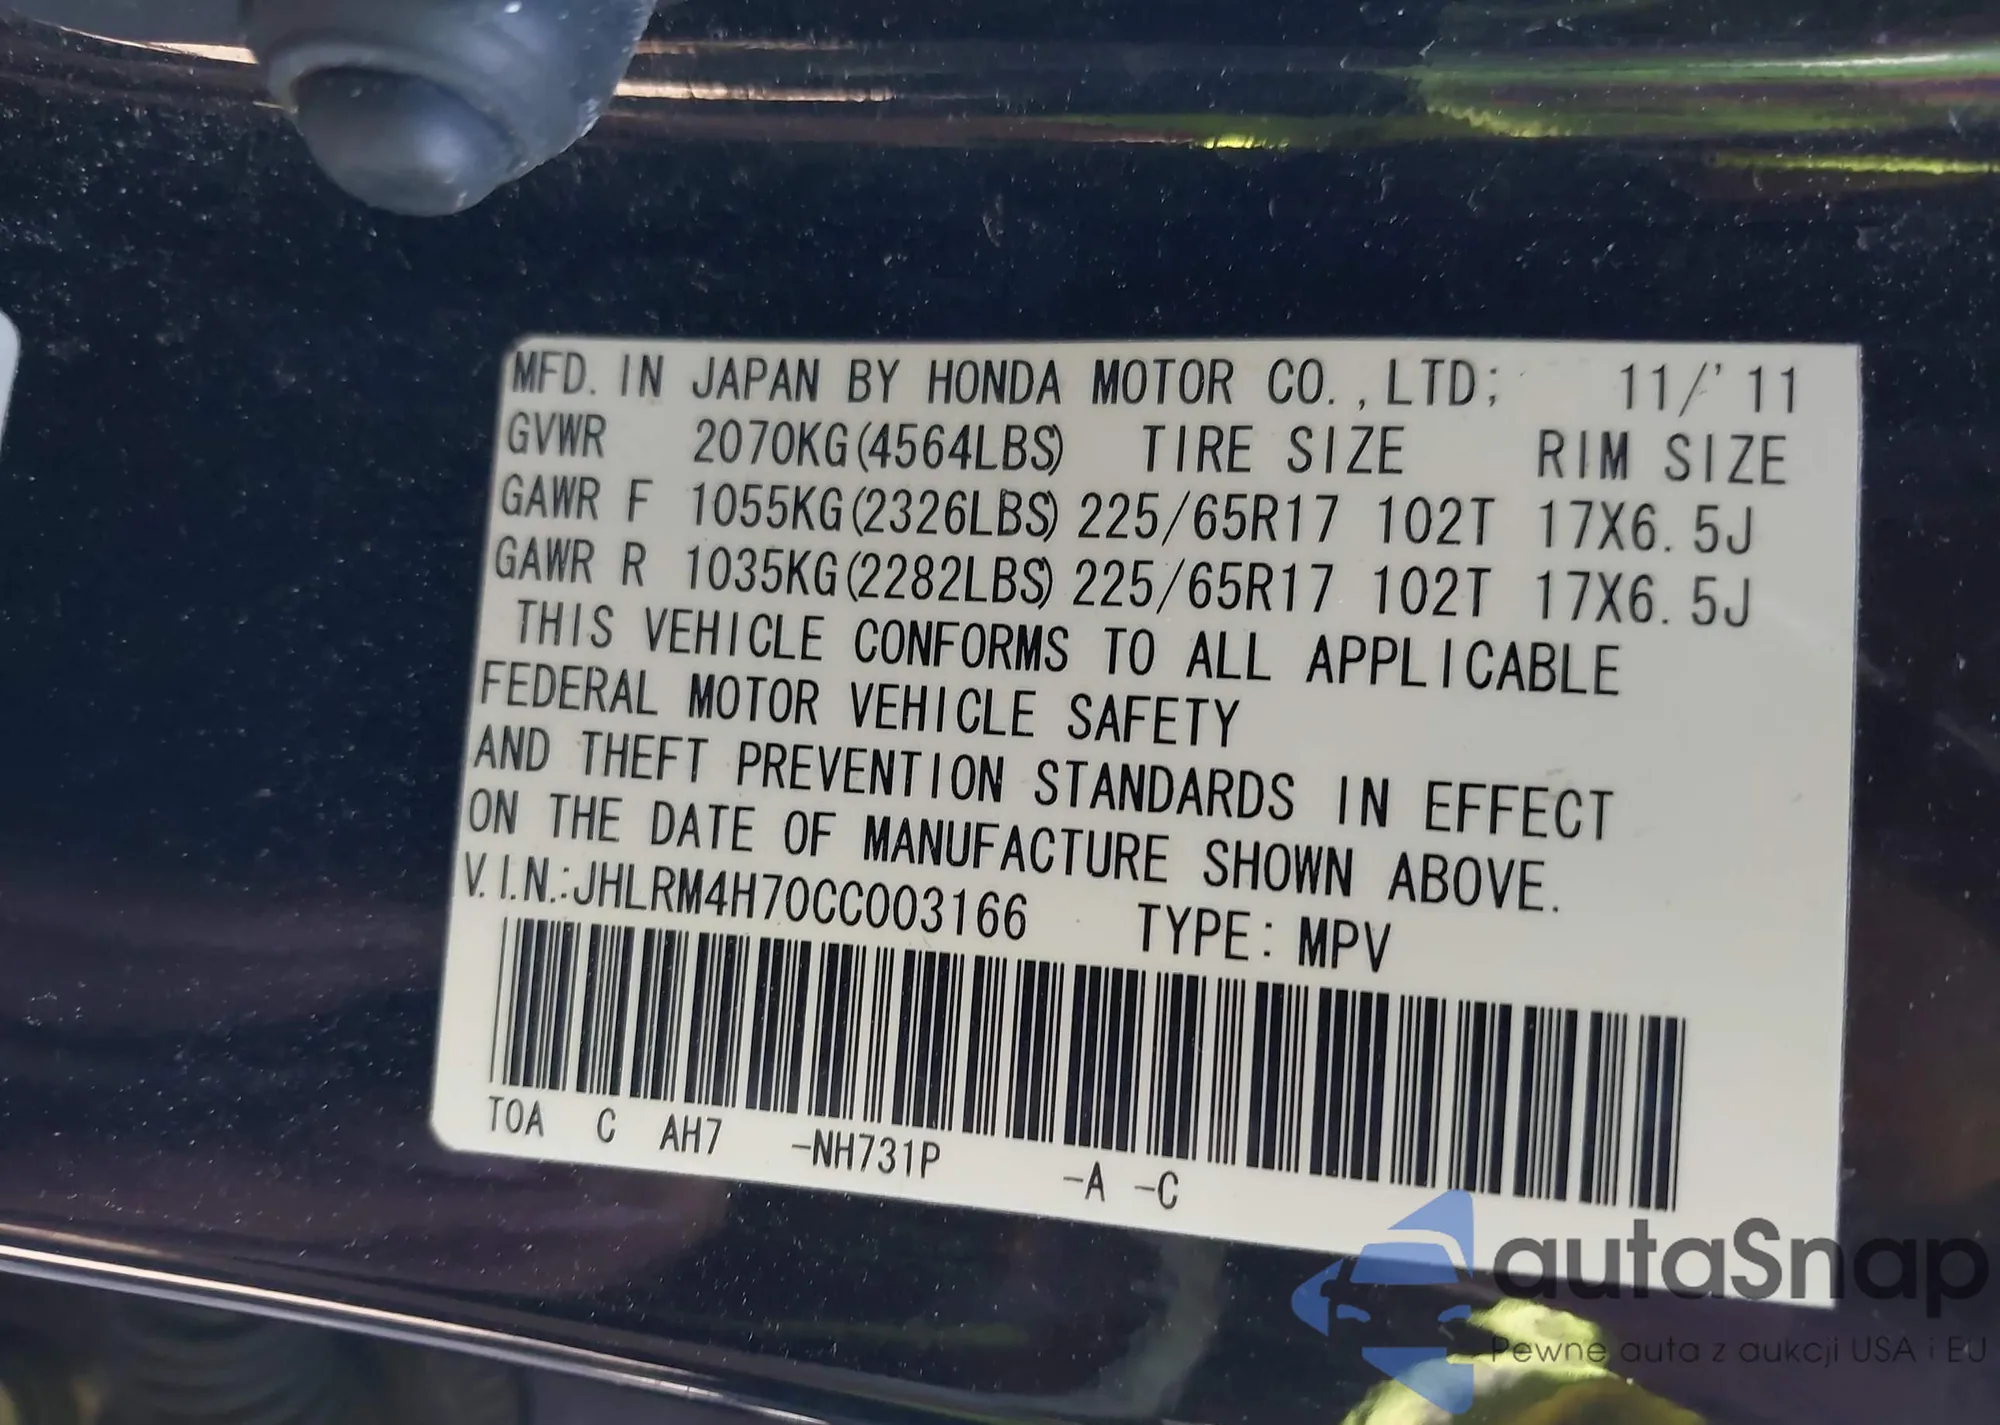 MFD. IN JAPAN BY HONDA MOTOR CO.,LTD; 11/'11
GVWR 2070KG(4564LBS) TIRE SIZE RIM SIZE
GAWR F 1055KG(2326LBS) 225/65R17 102T 17X6.5J
GAWR R 1035KG(2282LBS) 225/65R17 102T 17X6.5J
THIS VEHICLE CONFORMS TO ALL APPLICABLE
FEDERAL MOTOR VEHICLE SAFETY
AND THEFT PREVENTION STANDARDS IN EFFECT
ON THE DATE OF MANUFACTURE SHOWN ABOVE.
V.I.N.:JHLRM4H70CC003166 TYPE: MPV
TOA C AH7 -NH731P -A -C
autaSnap
Pewne auta z aukcji USA i EU